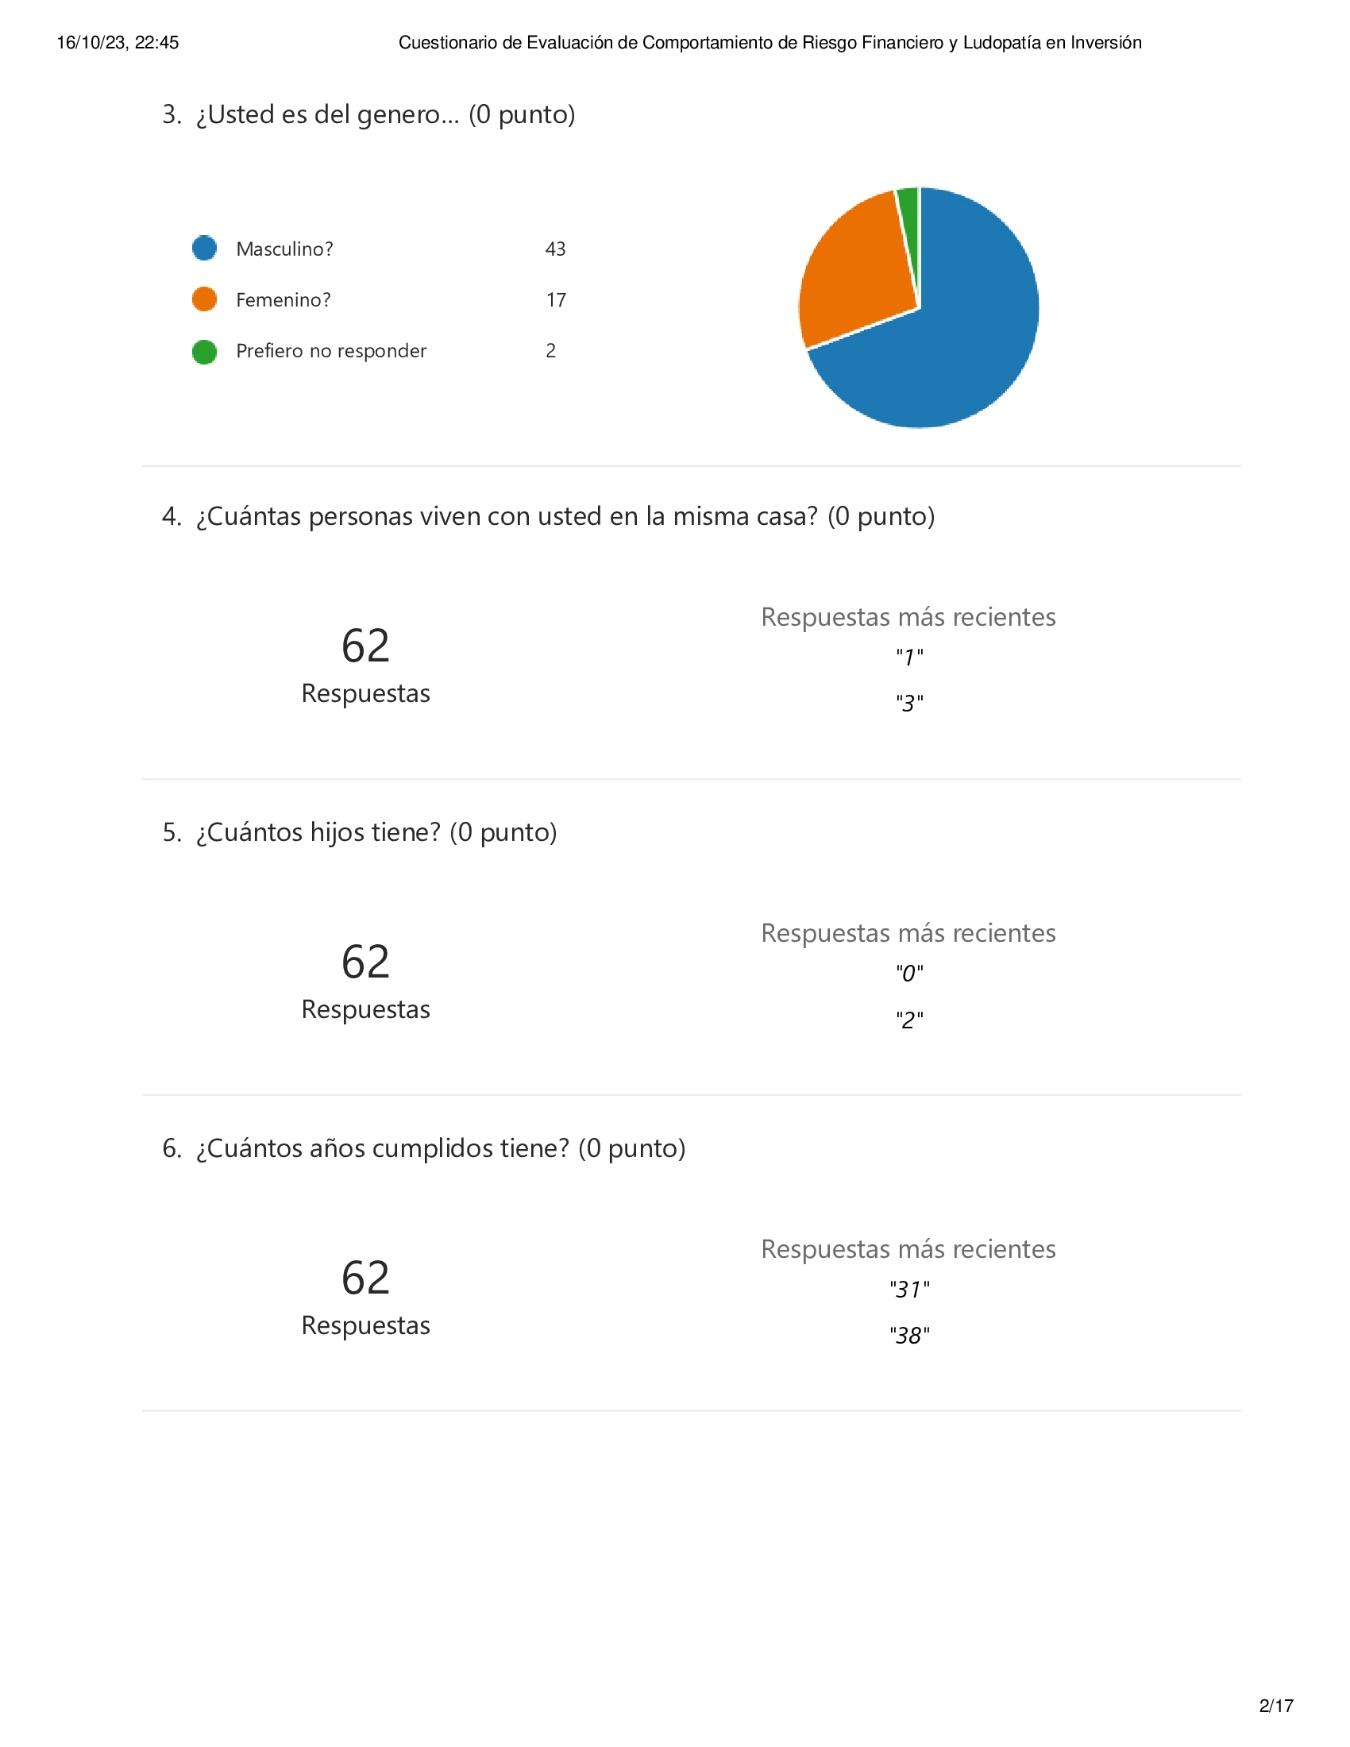 16/10/23, 22:45 Cuestionario de Evaluación de Comportamiento de Riesgo Financiero y Ludopatía en Inversión
3. ¿Usted es del genero... (0 punto)
Masculino? 43
Femenino? 17
Prefiero no responder 2
4. ¿Cuántas personas viven con usted en la misma casa? (0 punto)
62
Respuestas
Respuestas más recientes
"1"
"3"
5. ¿Cuántos hijos tiene? (0 punto)
62
Respuestas
Respuestas más recientes
"0"
"2"
6. ¿Cuántos años cumplidos tiene? (0 punto)
62
Respuestas
Respuestas más recientes
"31"
"38"
2/17